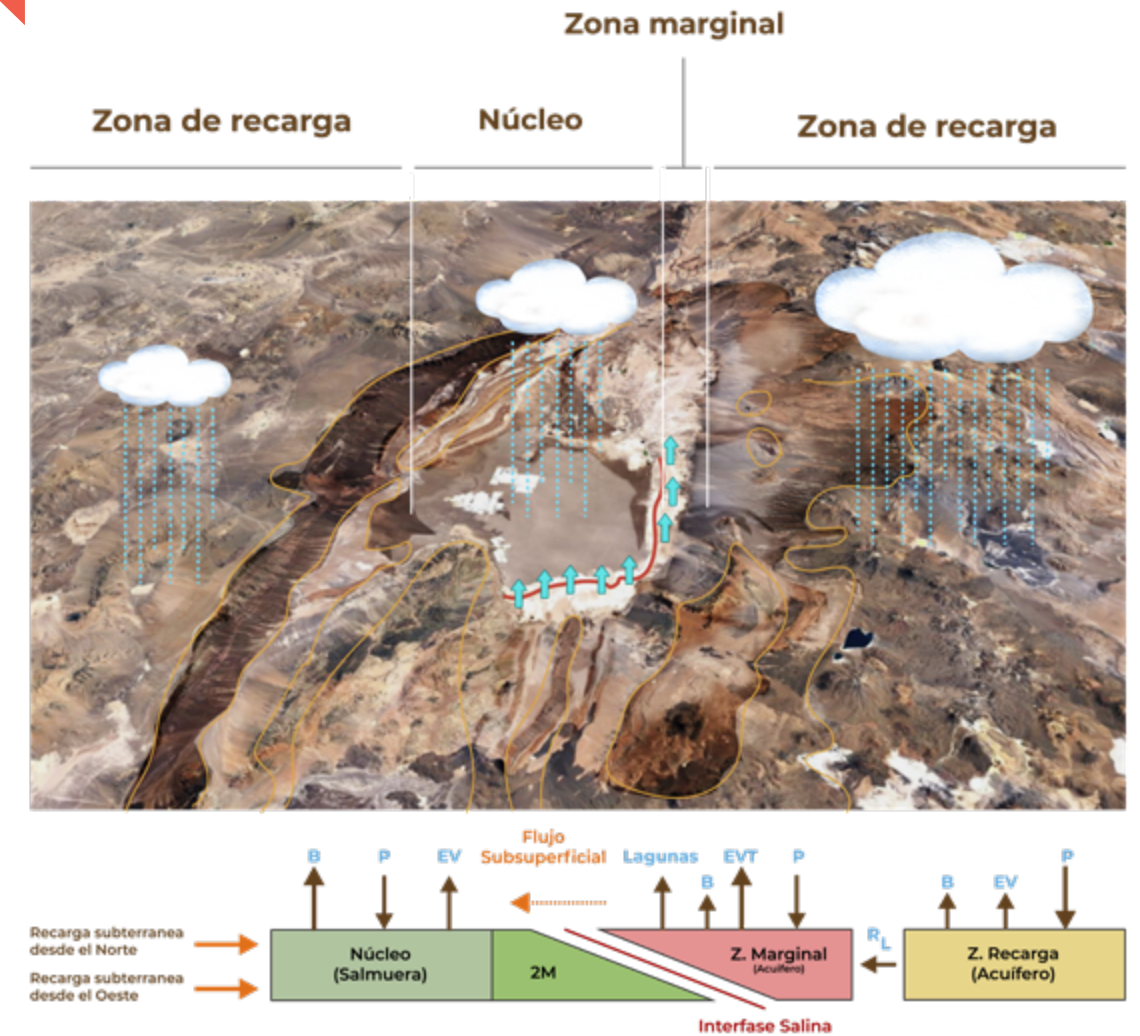 Zona marginal
Zona de recarga
Núcleo
Zona de recarga
Flujo
Subsuperficial
B
P
EV
Lagunas
B
EVT
P
B
EV
P
Recarga subterranea
desde el Norte
Recarga subterranea
desde el Oeste
Núcleo
(Salmuera)
2M
Z. Marginal
(Acuífero)
RL
Z. Recarga
(Acuífero)
Interfase Salina